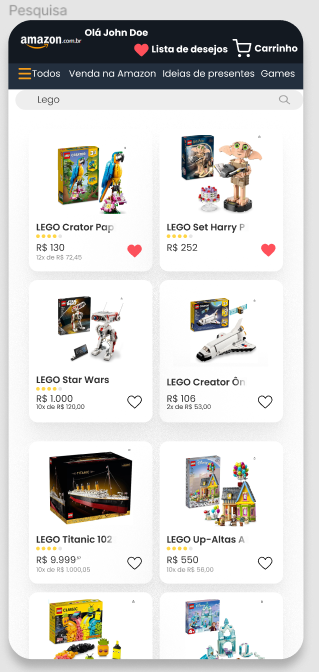 Pesquisa
Olá John Doe
amazon.com.br
Lista de desejos
Carrinho
Todos Venda na Amazon Ideias de presentes Games
Lego
LEGO Crator Pap
R$ 130
12x de R$ 72,45
LEGO Set Harry P
R$ 252
LEGO Star Wars
R$ 1.000
10x de R$ 120,00
LEGO Creator Ôn
R$ 106
2x de R$ 53,00
LEGO Titanic 102
R$ 9.999
10x de R$ 1.000,05
LEGO Up-Altas A
R$ 550
10x de R$ 56,00